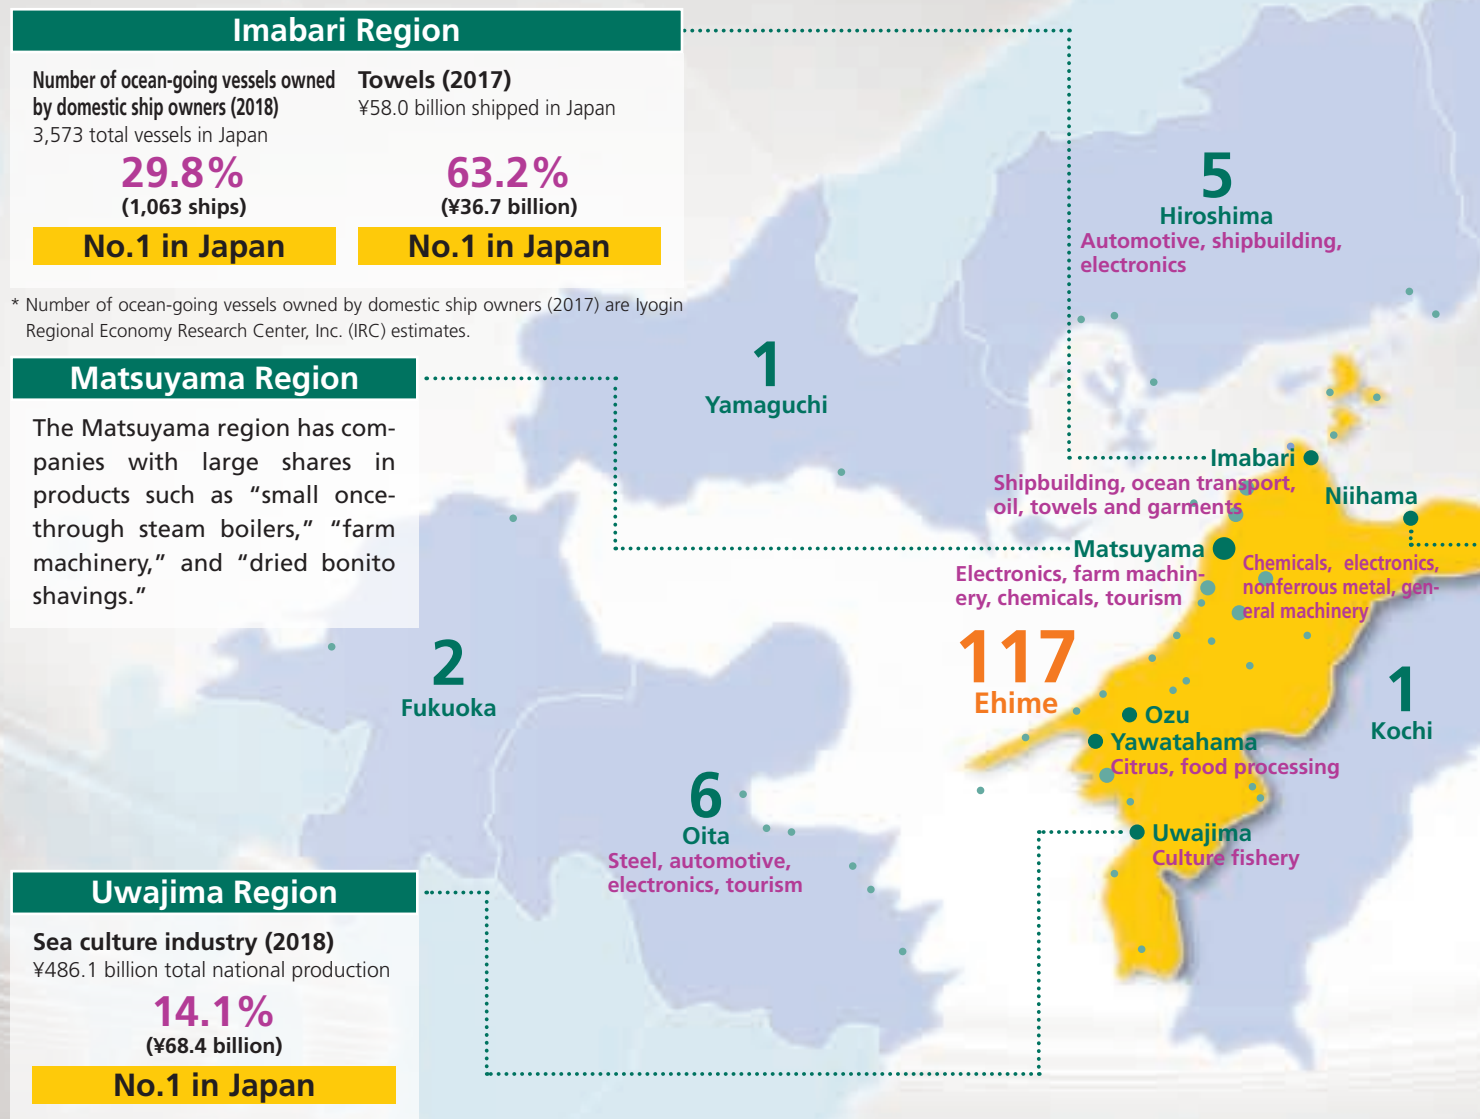 Imabari Region
Number of ocean-going vessels owned
by domestic ship owners (2018)
3,573 total vessels in Japan
29.8%
(1,063 ships)
No.1 in Japan
Towels (2017)
¥58.0 billion shipped in Japan
63.2%
(¥36.7 billion)
No.1 in Japan
* Number of ocean-going vessels owned by domestic ship owners (2017) are Iyogin
Regional Economy Research Center, Inc. (IRC) estimates.
Matsuyama Region
The Matsuyama region has com-
panies with large shares in
products such as “small once-
through steam boilers,” “farm
machinery,” and “dried bonito
shavings.”
Uwajima Region
Sea culture industry (2018)
¥486.1 billion total national production
14.1%
(¥68.4 billion)
No.1 in Japan
5
Hiroshima
Automotive, shipbuilding,
electronics
1
Yamaguchi
Imabari
Shipbuilding, ocean transport,
oil, towels and garments
Niihama
Chemicals, electronics,
nonferrous metal, gen-
eral machinery
Matsuyama
Electronics, farm machin-
ery, chemicals, tourism
117
Ehime
2
Fukuoka
1
Kochi
Ozu
Yawatahama
Citrus, food processing
6
Oita
Steel, automotive,
electronics, tourism
Uwajima
Culture fishery